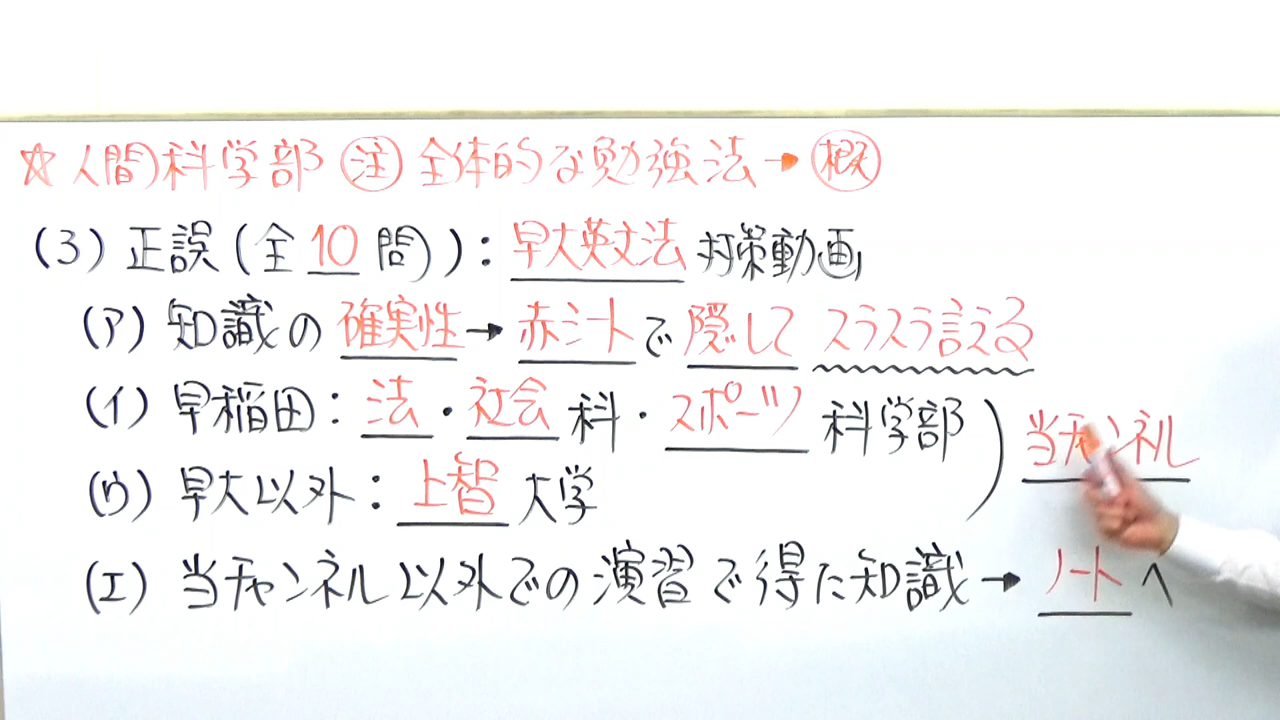 ☆人間科学部 注 全体的な勉強法→概
(3)正誤(全10問):早大英文法対策動画
(ア)知識の確実性→赤シートで隠してスラスラ言える
(イ)早稲田:法・社会科・スポーツ科学部
当チャンネル
(ウ)早大以外:上智大学
(エ)当チャンネル以外での演習で得た知識→ノートへ